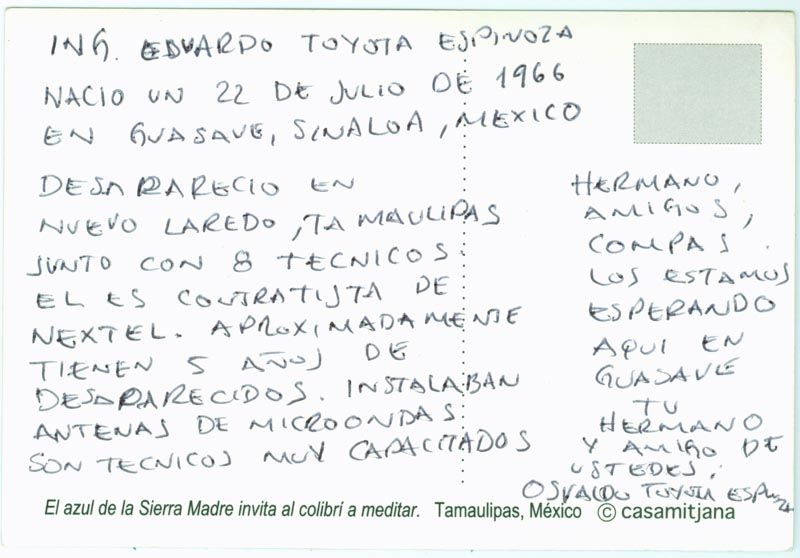 ING. EDUARDO TOYOTA ESPINOZA
NACIO UN 22 DE JULIO DE 1966
EN GUASAVE, SINALOA, MEXICO
DESAPARECIO EN
NUEVO LAREDO, TAMAULIPAS
JUNTO CON 8 TECNICOS.
EL ES CONTRATISTA DE
NEXTEL. APROXIMADAMENTE
TIENEN 5 AÑOS DE
DESAPARECIDOS. INSTALABAN
ANTENAS DE MICROONDAS.
SON TECNICOS MUY CAPACITADOS
HERMANO,
AMIGOS,
COMPAS.
LOS ESTAMOS
ESPERANDO
AQUI EN
GUASAVE
TU
HERMANO
Y AMIGO DE
USTEDES:
OSVALDO TOYOTA ESPINOZA
El azul de la Sierra Madre invita al colibrí a meditar. Tamaulipas, México © casamitjana